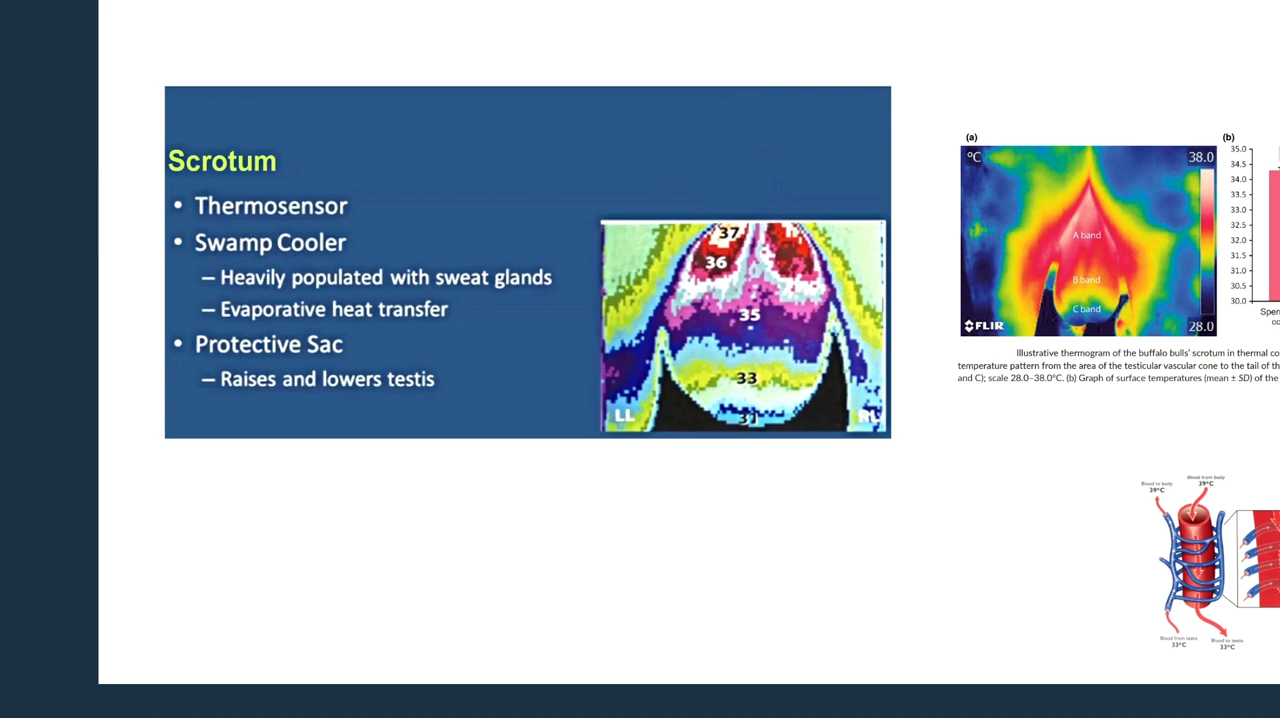 Scrotum
• Thermosensor
• Swamp Cooler
– Heavily populated with sweat glands
– Evaporative heat transfer
• Protective Sac
– Raises and lowers testis
37
36
35
33
31
LL
RL
(a)
°C
38.0
A band
B band
C band
FLIR
28.0
(b)
35.0
34.5
34.0
33.5
33.0
32.5
32.0
31.5
31.0
30.5
30.0
Illustrative thermogram of the buffalo bulls' scrotum in thermal co
temperature pattern from the area of the testicular vascular cone to the tail of th
and C); scale 28.0–38.0°C. (b) Graph of surface temperatures (mean ± SD) of the
Blood to body
39°C
Blood from body
39°C
Blood from testis
33°C
Blood to testis
33°C